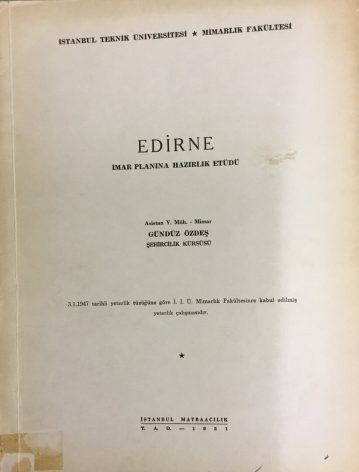 İSTANBUL TEKNİK ÜNİVERSİTESİ ★ MİMARLIK FAKÜLTESİ
EDİRNE
İMAR PLANINA HAZIRLIK ETÜDÜ
Asistan Y. Müh. - Mimar
GÜNDÜZ ÖZDEŞ
ŞEHİRCİLİK KÜRSÜSÜ
3.1.1947 tarihli yeterlik tüzüğüne göre İ. T. Ü. Mimarlık Fakültesince kabul edilmiş
yeterlik çalışmasıdır.
★
İSTANBUL MATBAACILIK
T. A. O. — 1951